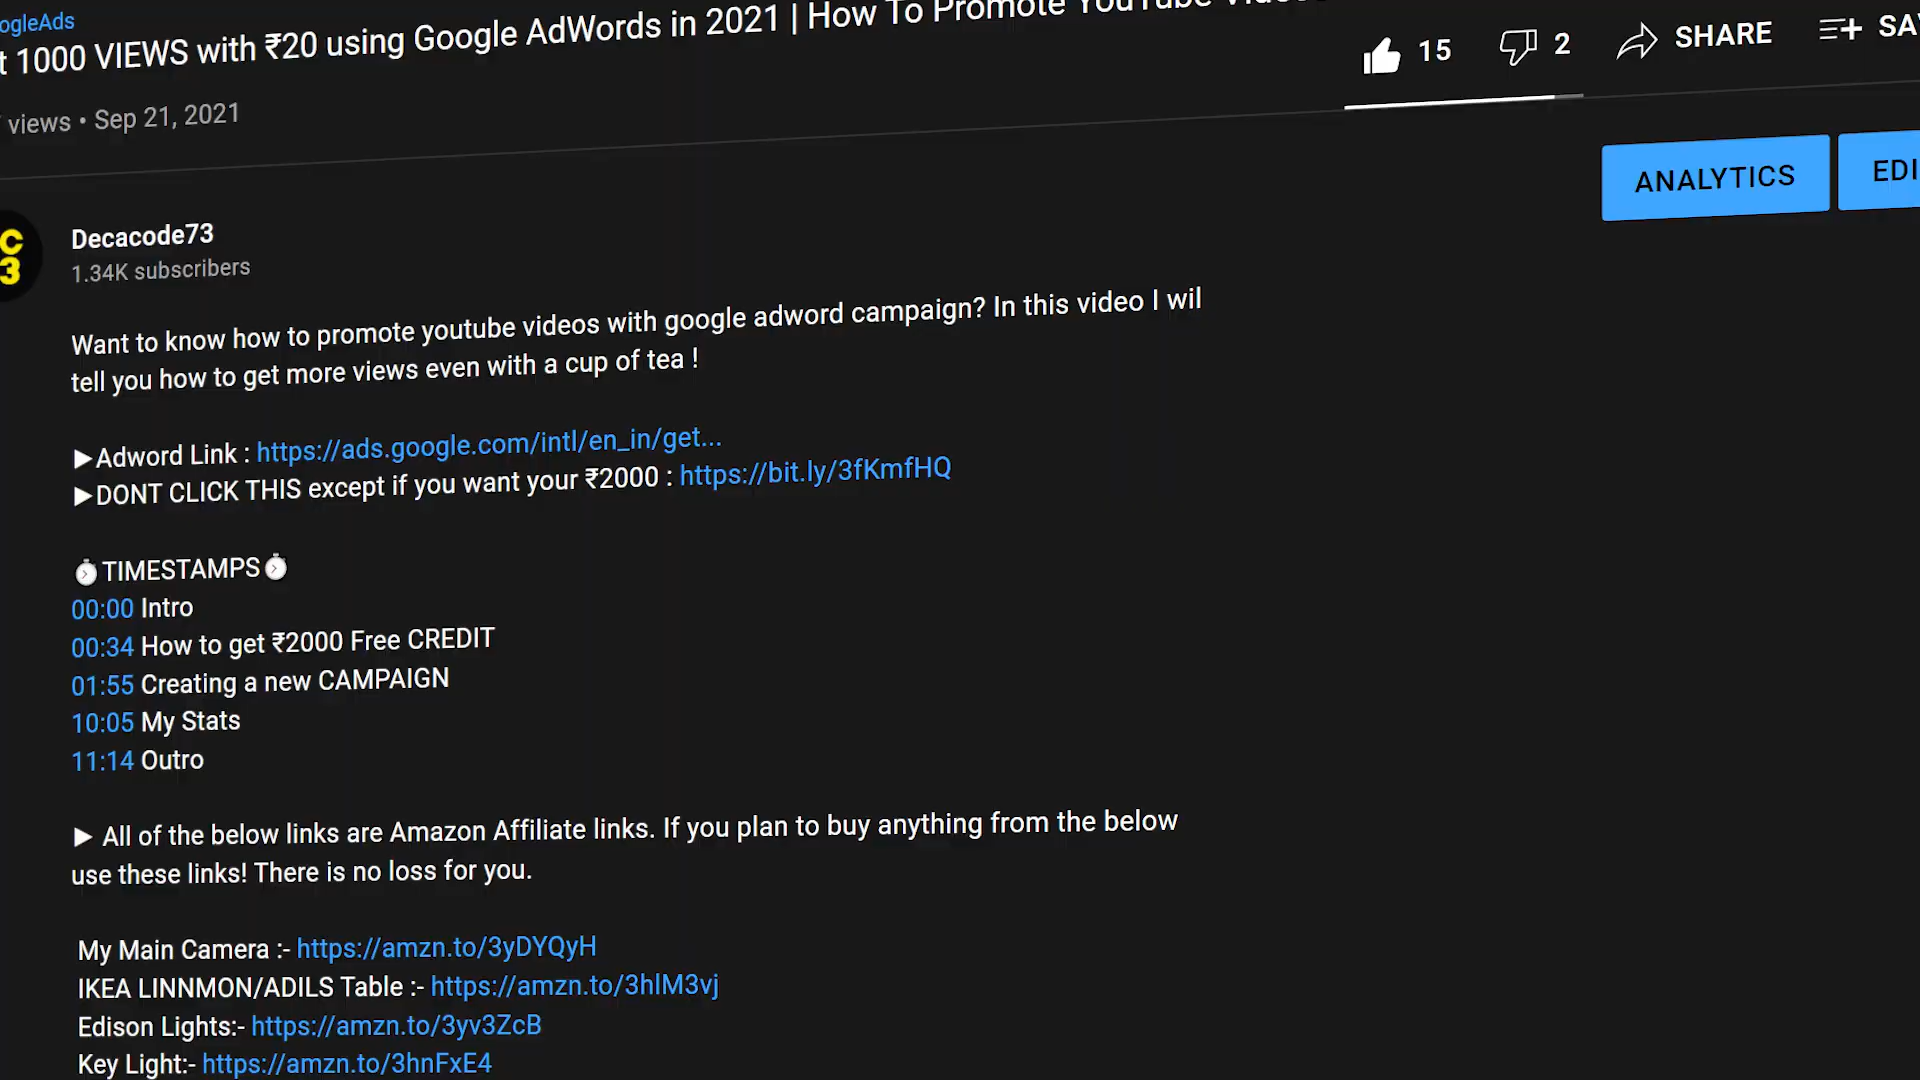 ogleAds
t 1000 VIEWS with ₹20 using Google AdWords in 2021 | How To Promote YouTube
15 2 SHARE SAV
views • Sep 21, 2021
ANALYTICS EDI
C
3
Decacode73
1.34K subscribers
Want to know how to promote youtube videos with google adword campaign? In this video I wil
tell you how to get more views even with a cup of tea !
▶Adword Link : https://ads.google.com/intl/en_in/get...
▶DONT CLICK THIS except if you want your ₹2000 : https://bit.ly/3fKmfHQ
⏱TIMESTAMPS⏱
00:00 Intro
00:34 How to get ₹2000 Free CREDIT
01:55 Creating a new CAMPAIGN
10:05 My Stats
11:14 Outro
▶ All of the below links are Amazon Affiliate links. If you plan to buy anything from the below
use these links! There is no loss for you.
My Main Camera :- https://amzn.to/3yDYQyH
IKEA LINNMON/ADILS Table :- https://amzn.to/3hlM3vj
Edison Lights:- https://amzn.to/3yv3ZcB
Key Light:- https://amzn.to/3hnFxE4